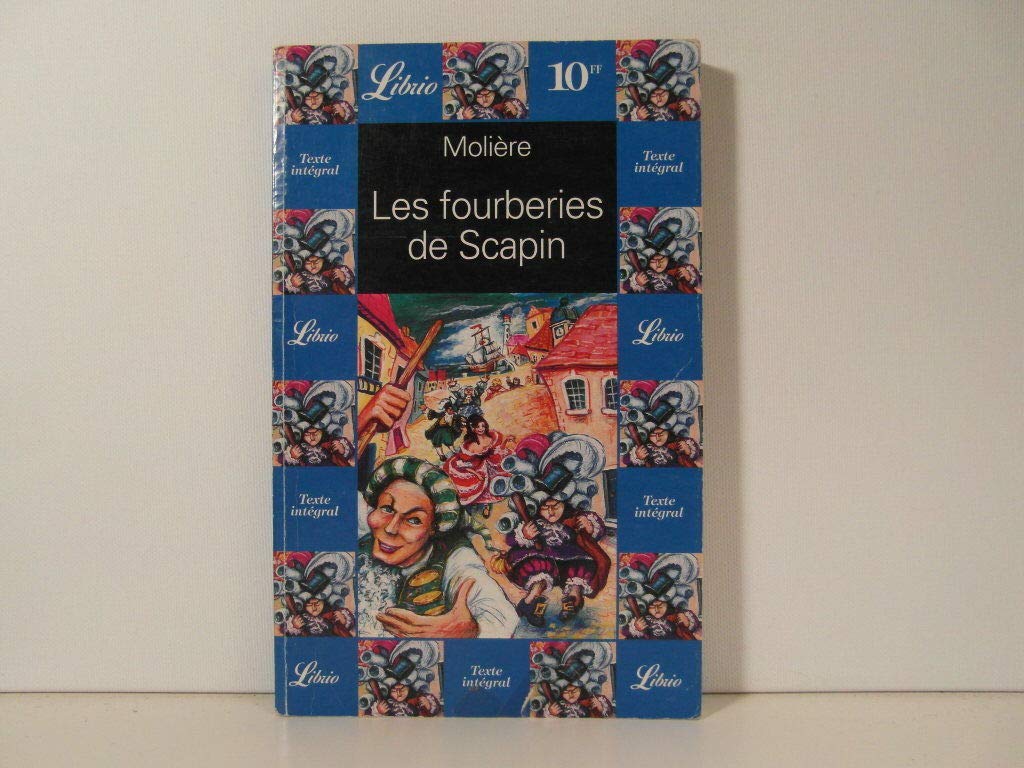 Librio
10FF
Molière
Texte
intégral
Texte
intégral
Les fourberies
de Scapin
Librio
Librio
Texte
intégral
Texte
intégral
Librio
Texte
intégral
Librio